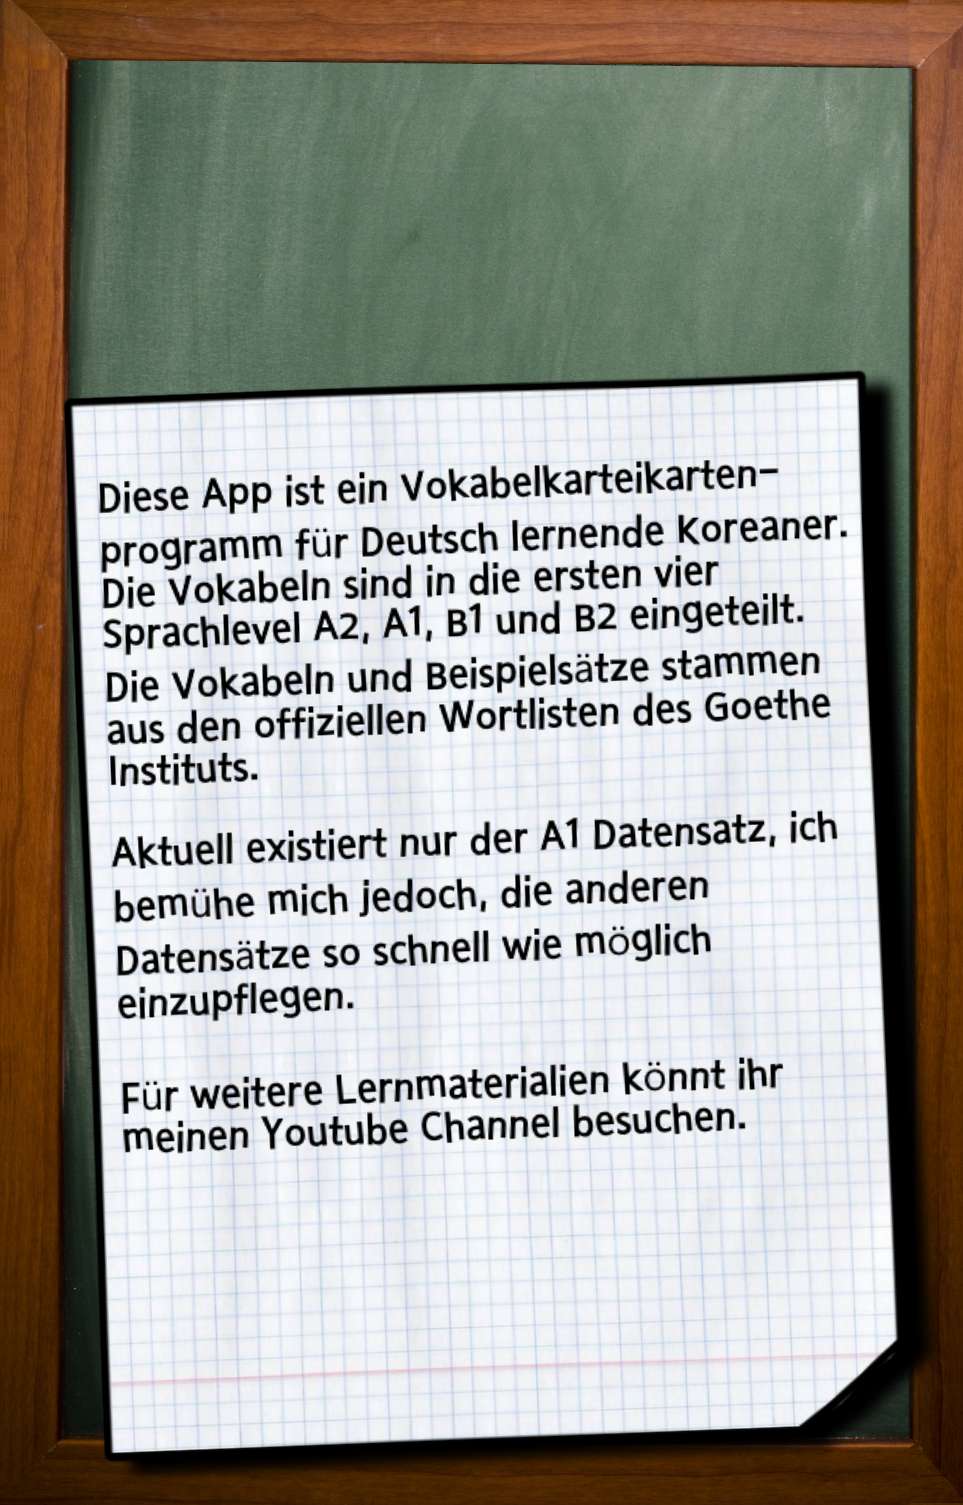 Diese App ist ein Vokabelkarteikarten-
programm für Deutsch lernende Koreaner.
Die Vokabeln sind in die ersten vier
Sprachlevel A2, A1, B1 und B2 eingeteilt.
Die Vokabeln und Beispielsätze stammen
aus den offiziellen Wortlisten des Goethe
Instituts.

Aktuell existiert nur der A1 Datensatz, ich
bemühe mich jedoch, die anderen
Datensätze so schnell wie möglich
einzupflegen.

Für weitere Lernmaterialien könnt ihr
meinen Youtube Channel besuchen.